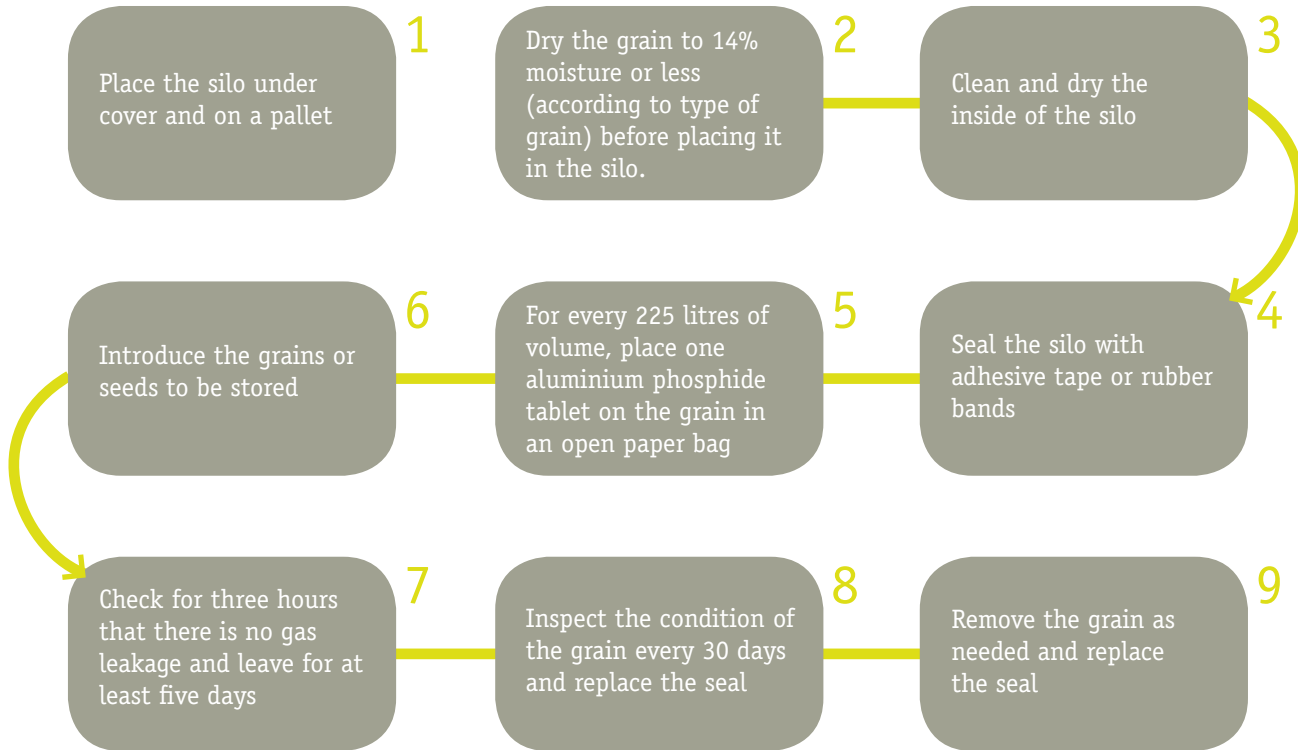 1
Place the silo under
cover and on a pallet
2
Dry the grain to 14%
moisture or less
(according to type of
grain) before placing it
in the silo.
3
Clean and dry the
inside of the silo
4
Seal the silo with
adhesive tape or rubber
bands
5
For every 225 litres of
volume, place one
aluminium phosphide
tablet on the grain in
an open paper bag
6
Introduce the grains or
seeds to be stored
7
Check for three hours
that there is no gas
leakage and leave for at
least five days
8
Inspect the condition of
the grain every 30 days
and replace the seal
9
Remove the grain as
needed and replace
the seal